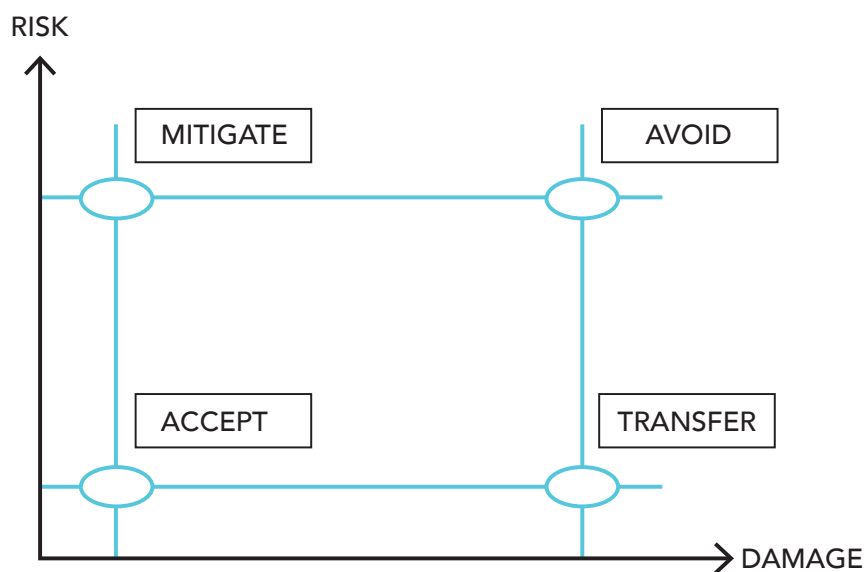 RISK
MITIGATE
AVOID
ACCEPT
TRANSFER
DAMAGE